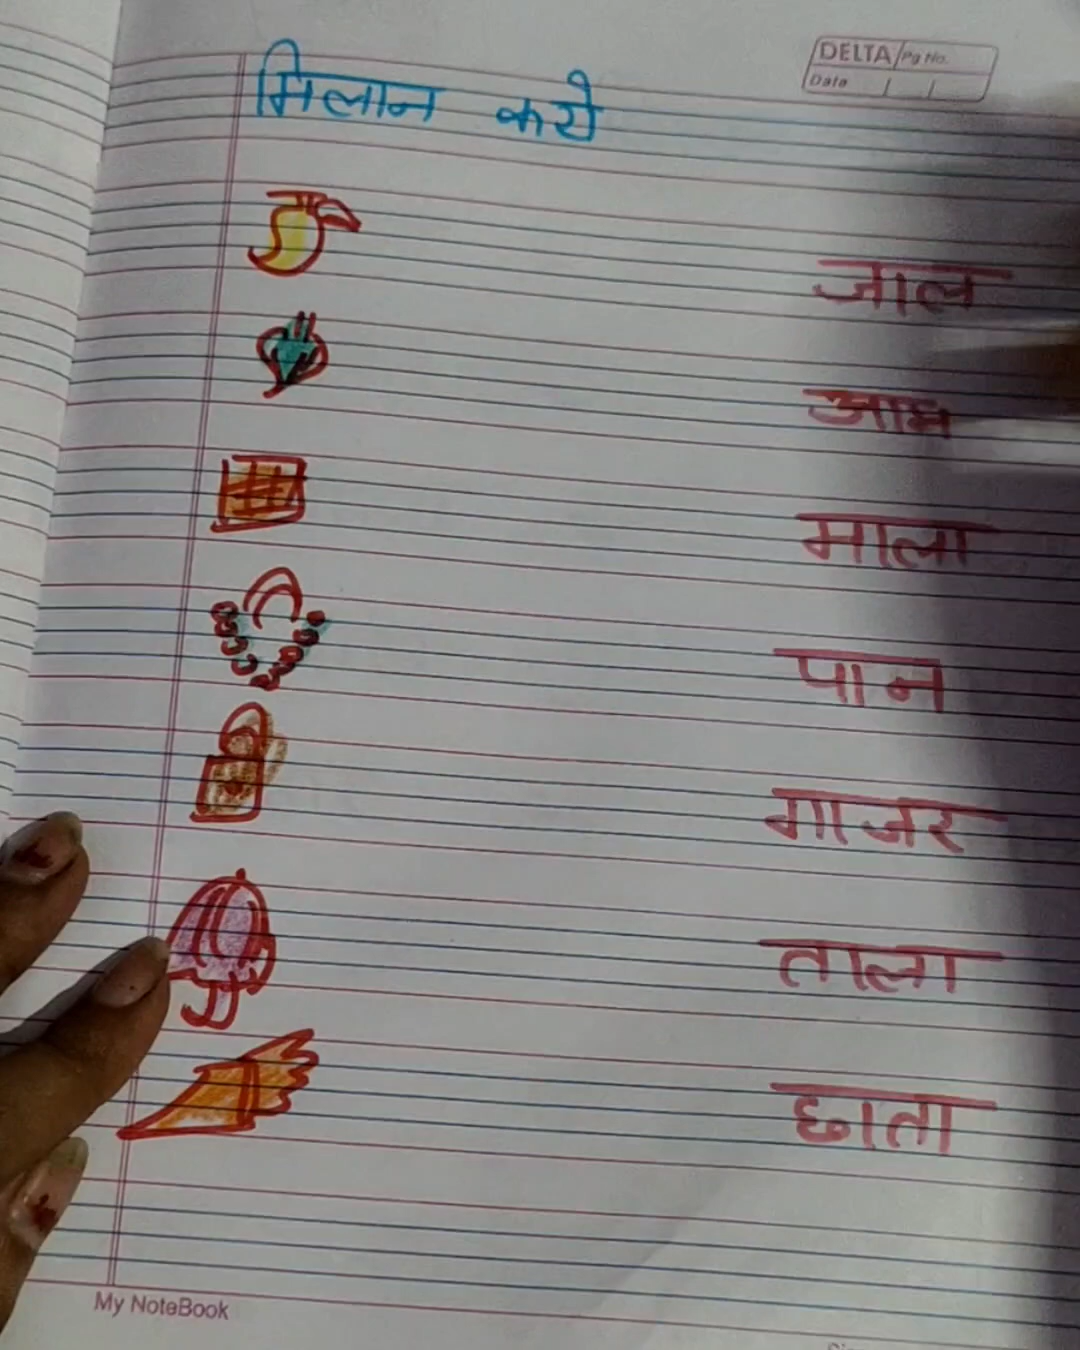 DELTA Pg No.
Date / /
मिलान करो
जाल
आम
माला
पान
गाजर
ताला
छाता
My NoteBook